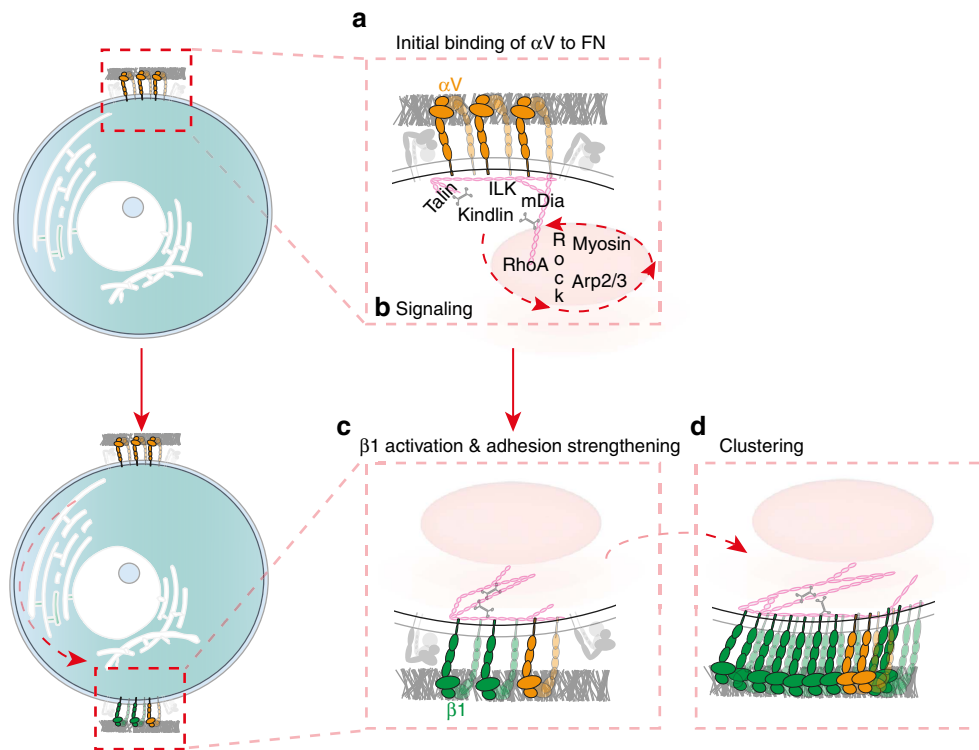 a
Initial binding of αV to FN
αV
Talin
ILK
Kindlin
mDia
RhoA
Rock
Myosin
Arp2/3
b Signaling
c
β1 activation & adhesion strengthening
β1
d
Clustering